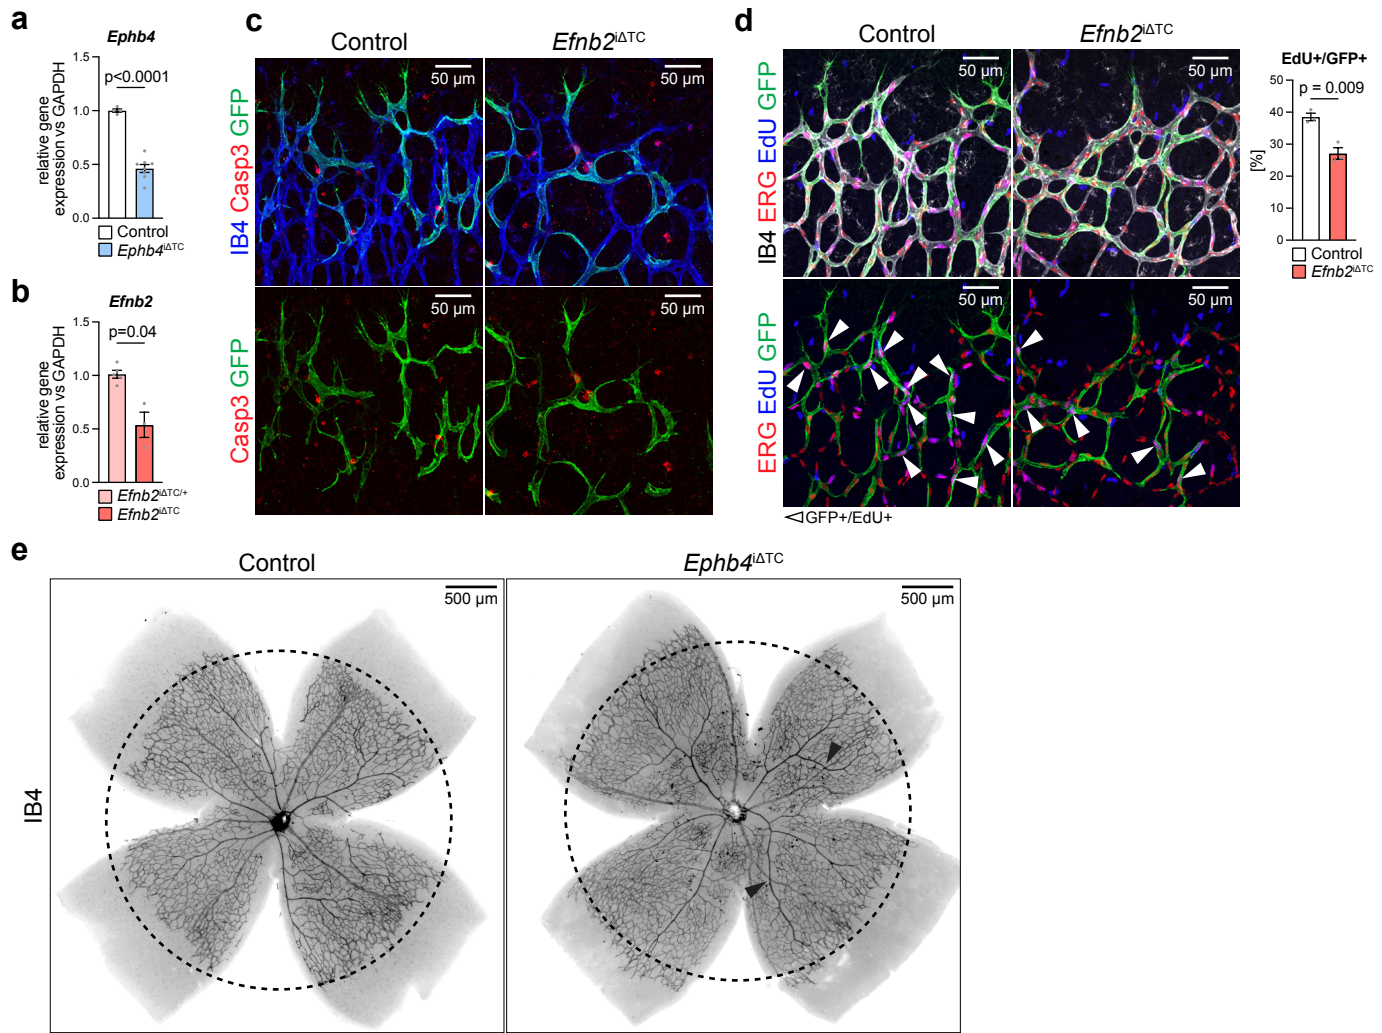 a
Ephb4
relative gene
expression vs GAPDH
1.5
1.0
0.5
0.0
p<0.0001
Control
Ephb4iΔTC
b
Efnb2
relative gene
expression vs GAPDH
1.5
1.0
0.5
0.0
p=0.04
Efnb2iΔTC/+
Efnb2iΔTC
c
Control
Efnb2iΔTC
IB4 Casp3 GFP
50 µm
50 µm
Casp3 GFP
50 µm
50 µm
d
Control
Efnb2iΔTC
IB4 ERG EdU GFP
50 µm
50 µm
ERG EdU GFP
50 µm
50 µm
GFP+/EdU+
EdU+/GFP+
[%]
50
40
30
20
10
0
p = 0.009
Control
Efnb2iΔTC
e
Control
Ephb4iΔTC
IB4
500 µm
500 µm